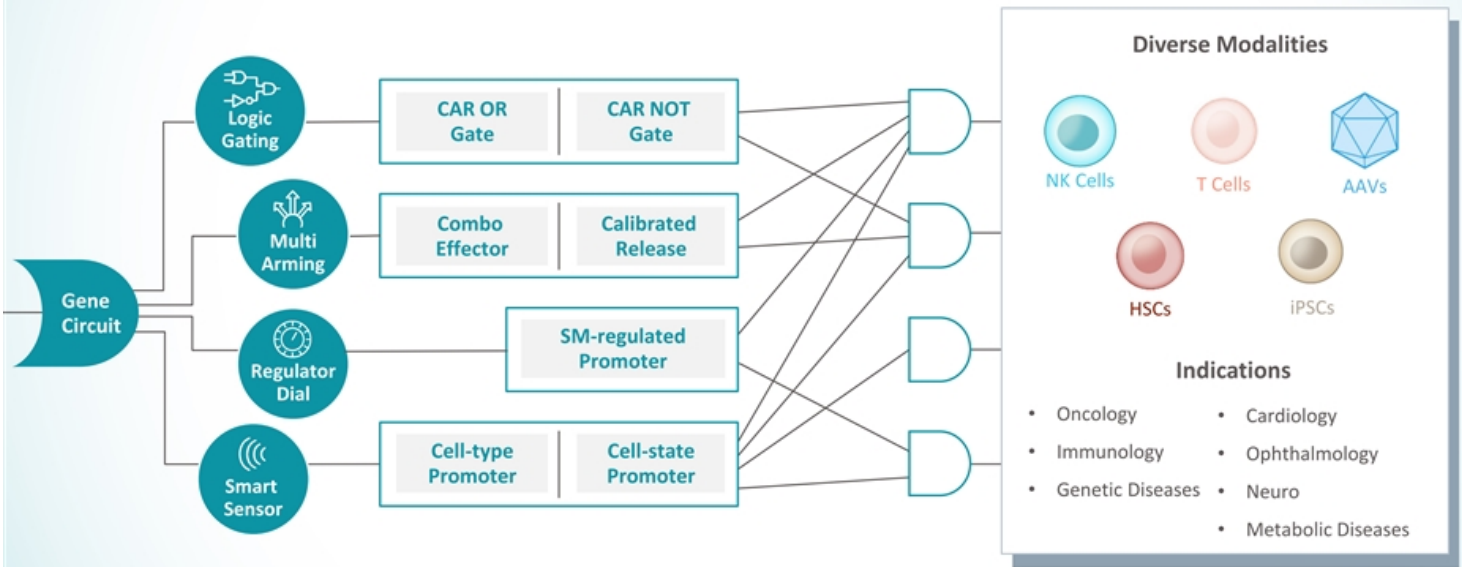 Gene
Circuit
Logic
Gating
CAR OR
Gate
CAR NOT
Gate
Multi
Arming
Combo
Effector
Calibrated
Release
Regulator
Dial
SM-regulated
Promoter
Smart
Sensor
Cell-type
Promoter
Cell-state
Promoter
Diverse Modalities
NK Cells
T Cells
AAVs
HSCs
iPSCs
Indications
• Oncology
• Immunology
• Genetic Diseases
• Cardiology
• Ophthalmology
• Neuro
• Metabolic Diseases